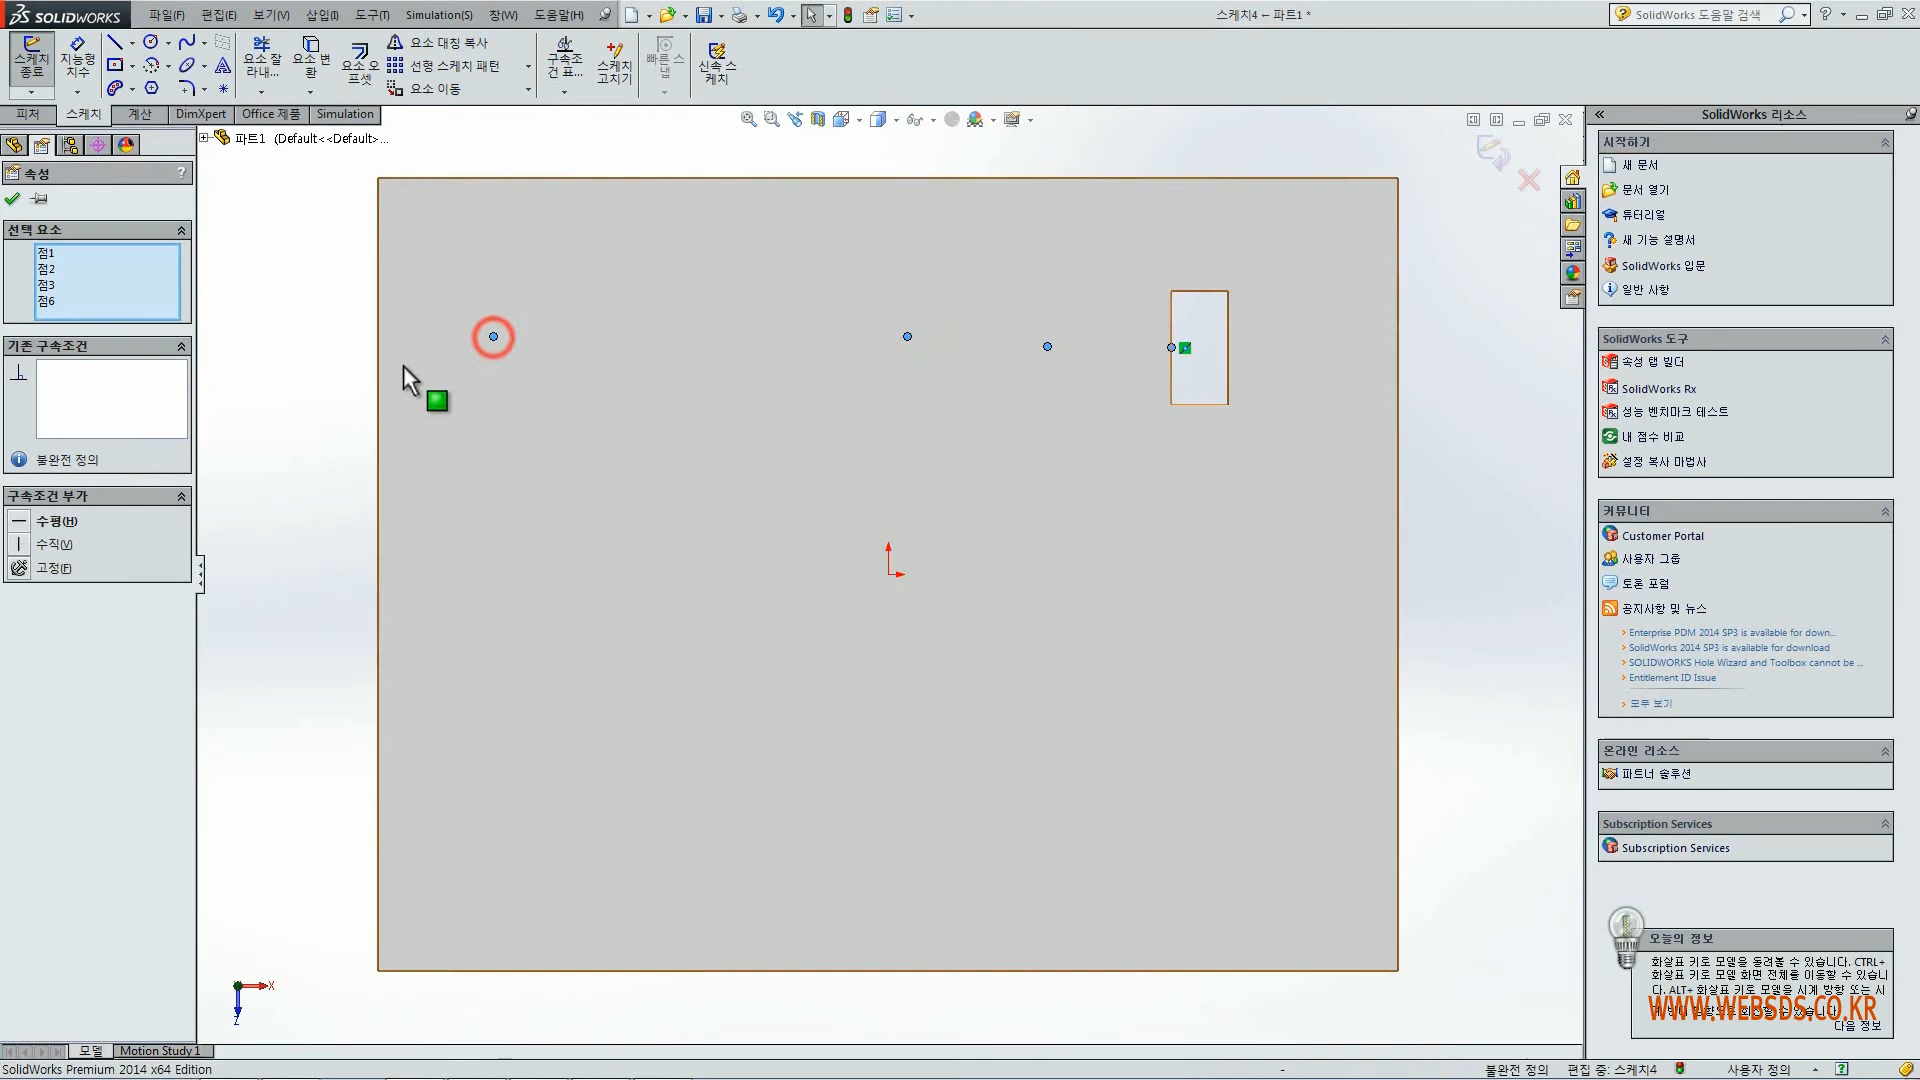 SOLIDWORKS
파일(F) 편집(E) 보기(V) 삽입(I) 도구(T) Simulation(S) 창(W) 도움말(H)
스케치4 ← 파트1 *
SolidWorks 도움말 검색
스케치 종료
지능형 치수
요소 잘라내...
요소 변환
요소 오프셋
요소 대칭 복사
선형 스케치 패턴
요소 이동
구속조건 표...
스케치 고치기
빠른 스냅
신속 스케치
피처 스케치 계산 DimXpert Office 제품 Simulation
파트1 (Default<<Default>...
속성
선택 요소
점1
점2
점3
점6
기존 구속조건
불완전 정의
구속조건 부가
수평(H)
수직(V)
고정(F)
X
Z
SolidWorks 리소스
시작하기
새 문서
문서 열기
튜터리얼
새 기능 설명서
SolidWorks 입문
일반 사항
SolidWorks 도구
속성 탭 빌더
SolidWorks Rx
성능 벤치마크 테스트
내 점수 비교
설정 복사 마법사
커뮤니티
Customer Portal
사용자 그룹
토론 포럼
공지사항 및 뉴스
Enterprise PDM 2014 SP3 is available for down...
SolidWorks 2014 SP3 is available for download
SOLIDWORKS Hole Wizard and Toolbox cannot be ...
Entitlement ID Issue
모두 보기
온라인 리소스
파트너 솔루션
Subscription Services
Subscription Services
오늘의 정보
화살표 키로 모델을 돌려볼 수 있습니다. CTRL+
화살표 키로 모델 화면 전체를 이동할 수 있습니
다. ALT+ 화살표 키로 모델을 시계 방향 또는 시
WWW.WEBSDS.CO.KR
다음 정보
모델 Motion Study 1
SolidWorks Premium 2014 x64 Edition
불완전 정의 편집 중: 스케치4 사용자 정의